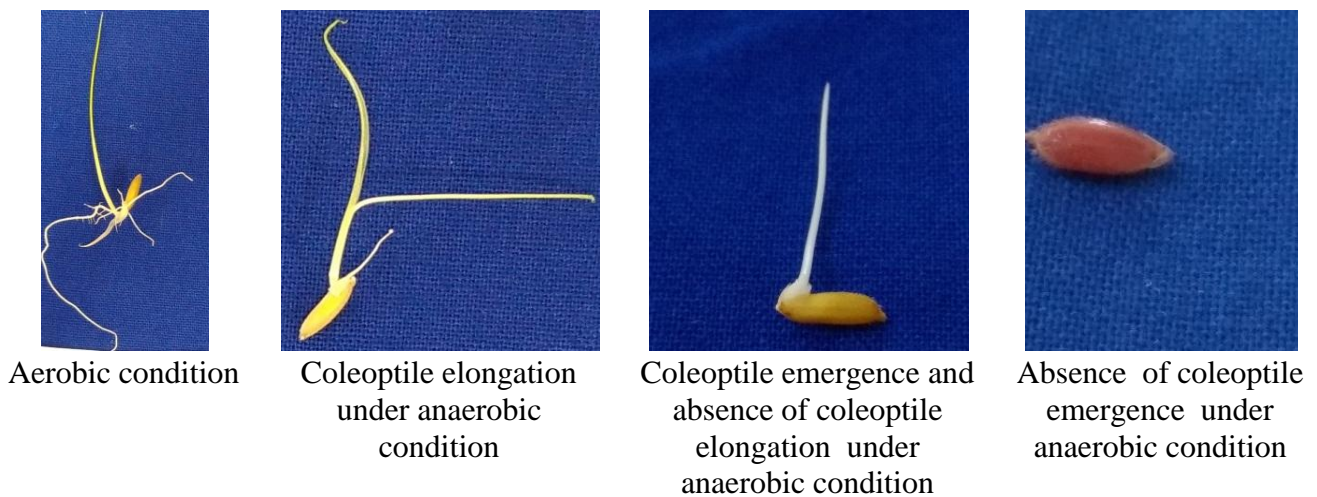 Aerobic condition
Coleoptile elongation
under anaerobic
condition
Coleoptile emergence and
absence of coleoptile
elongation under
anaerobic condition
Absence of coleoptile
emergence under
anaerobic condition